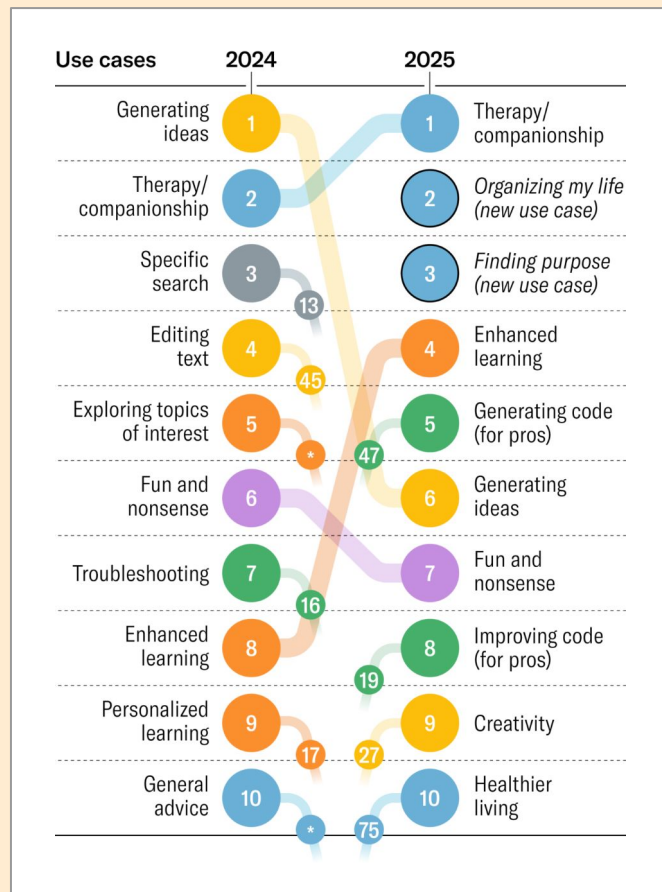 Use cases 2024 2025
Generating
ideas
1
1
Therapy/
companionship
Therapy/
companionship
2
2
Organizing my life
(new use case)
Specific
search
3
13
3
Finding purpose
(new use case)
Editing
text
4
45
4
Enhanced
learning
Exploring topics
of interest
5
*
47
5
Generating code
(for pros)
Fun and
nonsense
6
6
Generating
ideas
Troubleshooting
7
16
7
Fun and
nonsense
Enhanced
learning
8
19
8
Improving code
(for pros)
Personalized
learning
9
17
27
9
Creativity
General
advice
10
*
75
10
Healthier
living